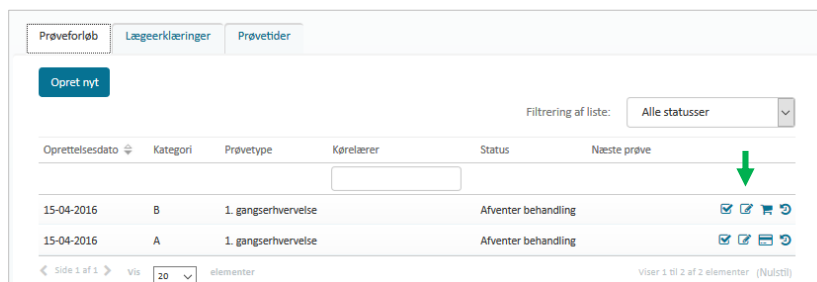 Prøveforløb Lægeerklæringer Prøvetider
Opret nyt
Filtrering af liste: Alle statusser
Oprettelsesdato Kategori Prøvetype Kørelærer Status Næste prøve
15-04-2016 B 1. gangserhvervelse Afventer behandling
15-04-2016 A 1. gangserhvervelse Afventer behandling
Side 1 af 1 Vis 20 elementer Viser 1 til 2 af 2 elementer (Nulstil)